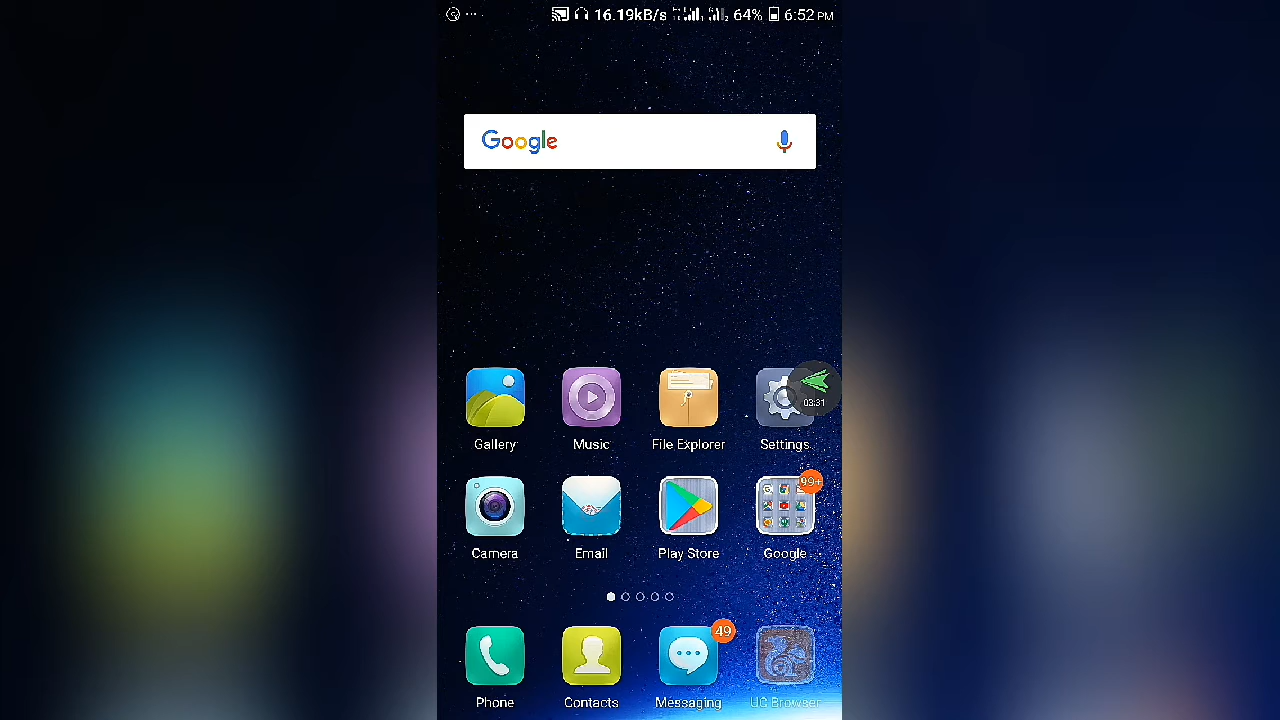 16.19kB/s 64% 6:52 PM
Google
03:31
Gallery Music File Explorer Settings
99+
Camera Email Play Store Google
49
Phone Contacts Messaging UC Browser